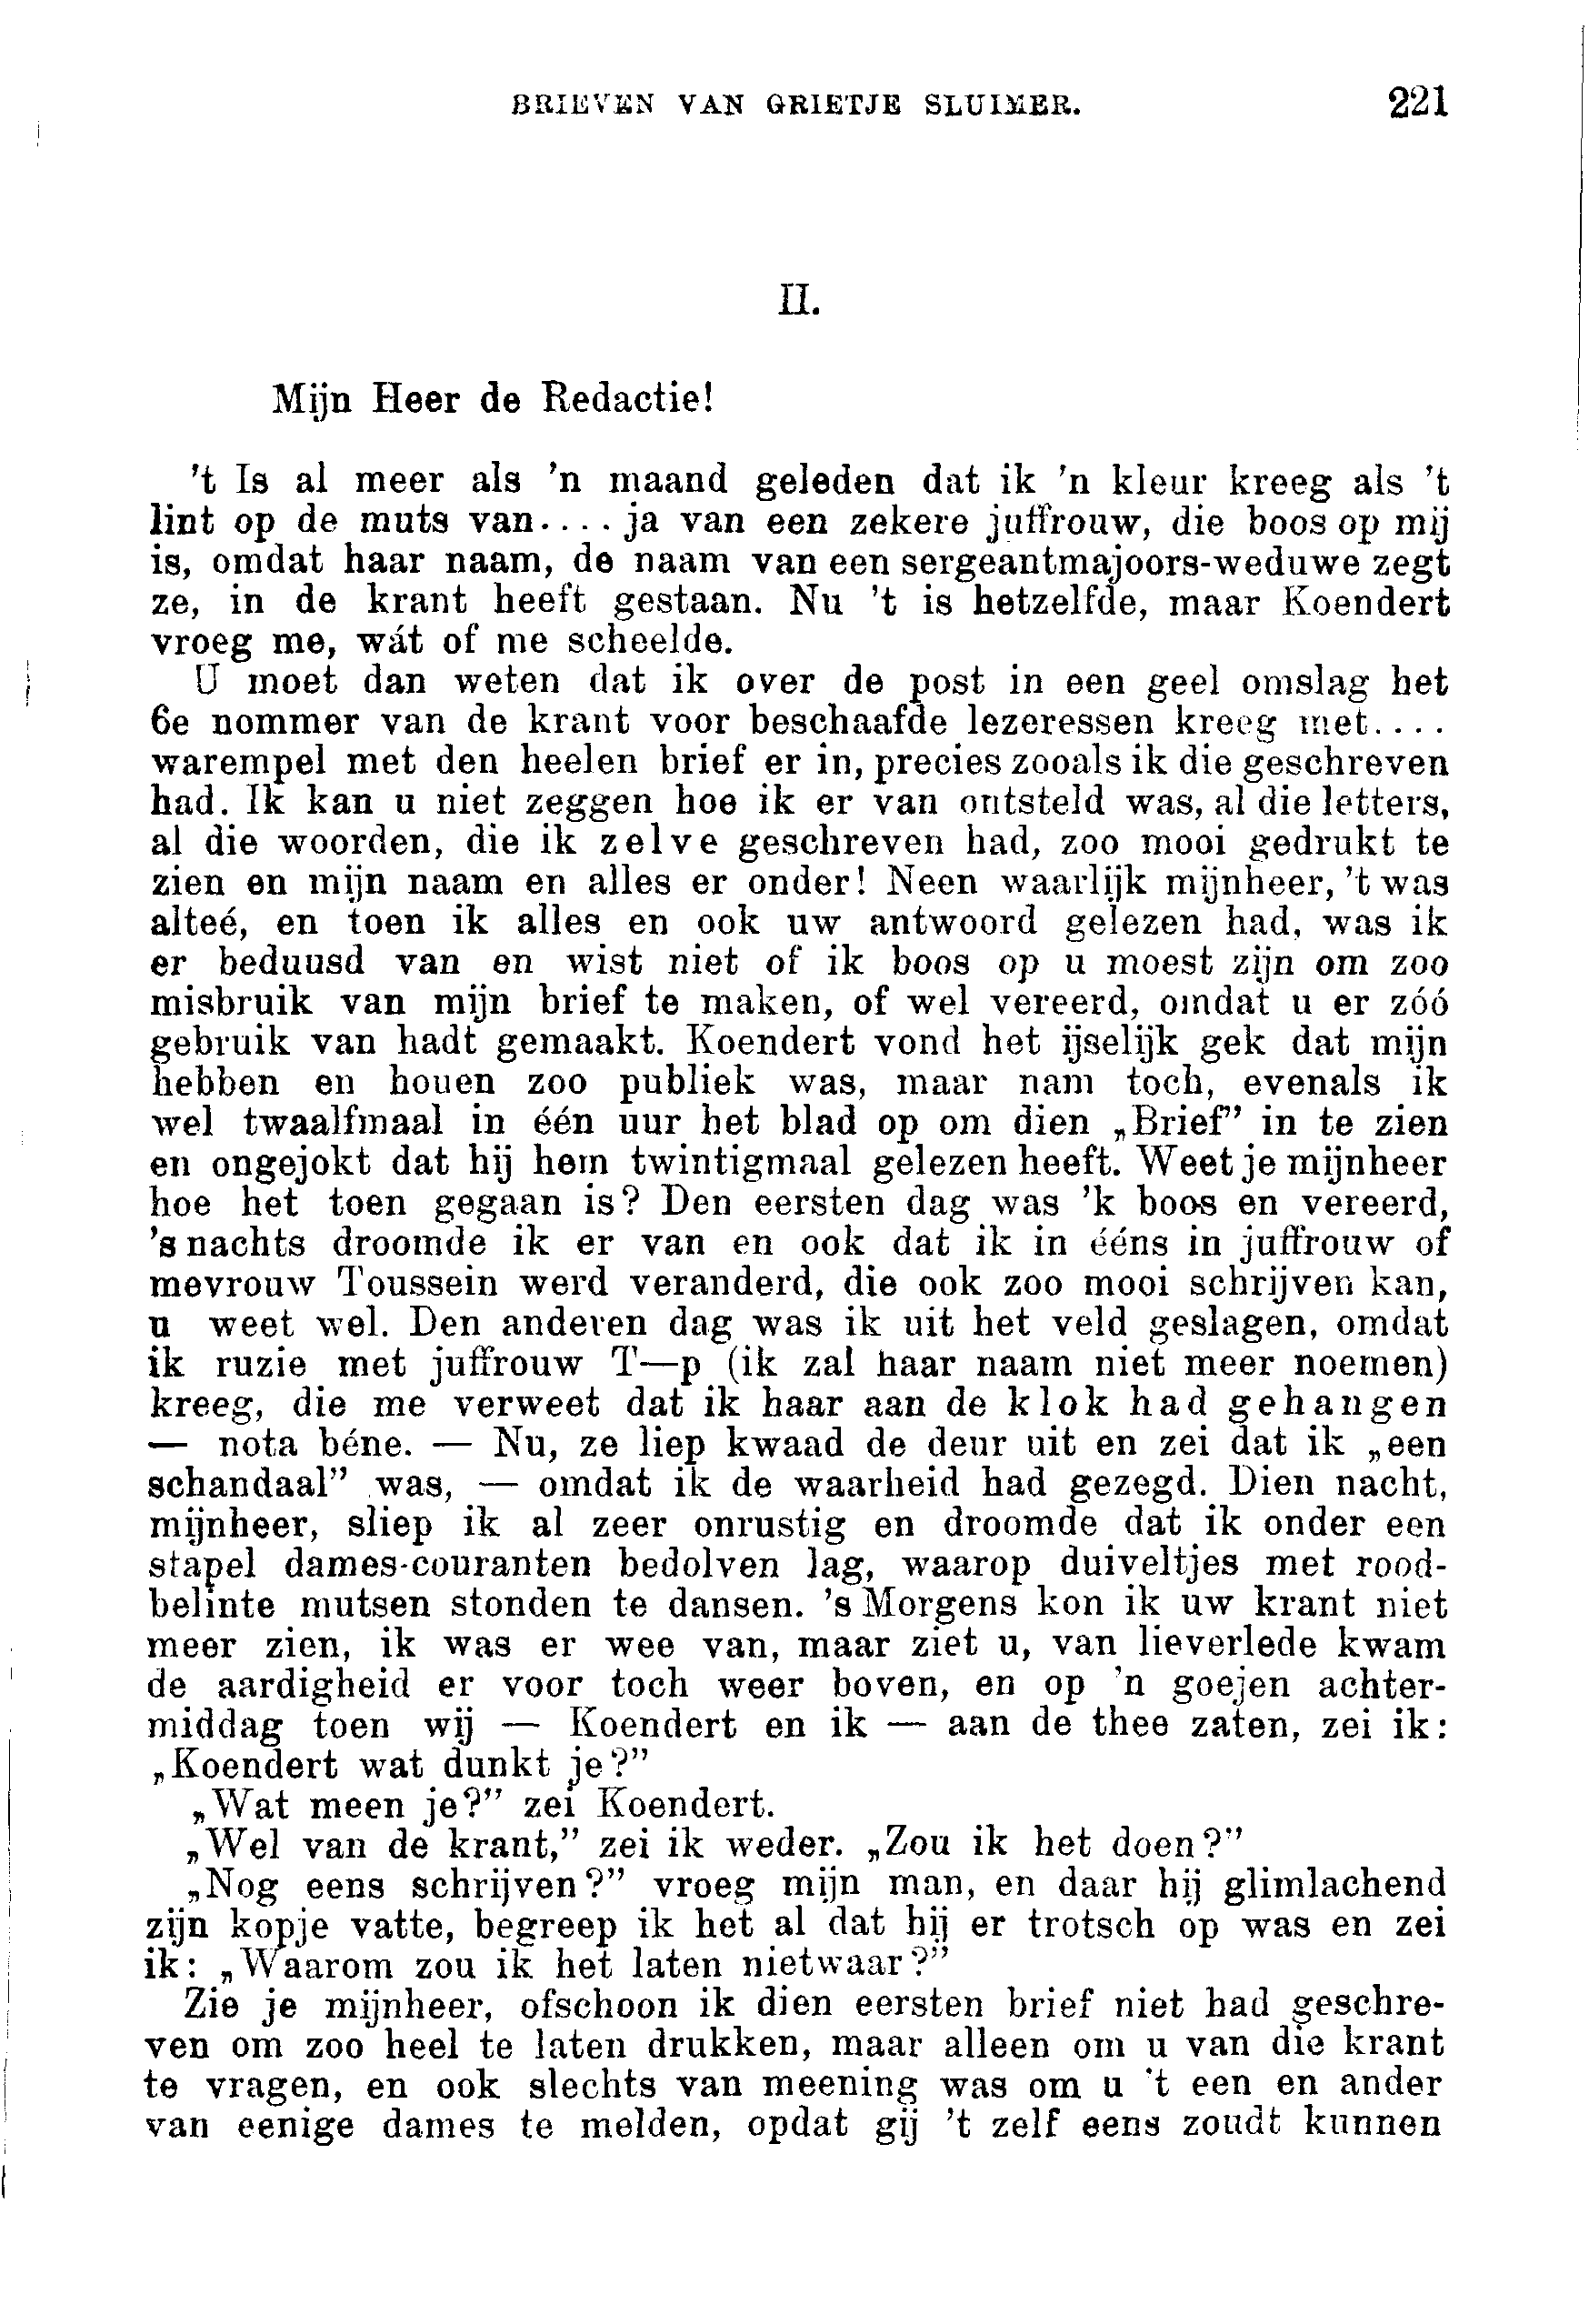 BRIEVEN VAN GRIETJE SLUIMER. 221
II.
Mijn Heer de Redactie!
't Is al meer als 'n maand geleden dat ik 'n kleur kreeg als 't
lint op de muts van.... ja van een zekere juffrouw, die boos op mij
is, omdat haar naam, de naam van een sergeantmajoors-weduwe zegt
ze, in de krant heeft gestaan. Nu 't is hetzelfde, maar Koendert
vroeg me, wát of me scheelde.
U moet dan weten dat ik over de post in een geel omslag het
6e nommer van de krant voor beschaafde lezeressen kreeg met....
warempel met den heelen brief er in, precies zooals ik die geschreven
had. Ik kan u niet zeggen hoe ik er van ontsteld was, al die letters,
al die woorden, die ik zelve geschreven had, zoo mooi gedrukt te
zien en mijn naam en alles er onder! Neen waarlijk mijnheer, 't was
alteé, en toen ik alles en ook uw antwoord gelezen had, was ik
er beduusd van en wist niet of ik boos op u moest zijn om zoo
misbruik van mijn brief te maken, of wel vereerd, omdat u er zóó
gebruik van hadt gemaakt. Koendert vond het ijselijk gek dat mijn
hebben en houen zoo publiek was, maar nam toch, evenals ik
wel twaalfmaal in één uur het blad op om dien „Brief” in te zien
en ongejokt dat hij hem twintigmaal gelezen heeft. Weet je mijnheer
hoe het toen gegaan is? Den eersten dag was 'k boos en vereerd,
's nachts droomde ik er van en ook dat ik in ééns in juffrouw of
mevrouw Toussein werd veranderd, die ook zoo mooi schrijven kan,
u weet wel. Den anderen dag was ik uit het veld geslagen, omdat
ik ruzie met juffrouw T—p (ik zal haar naam niet meer noemen)
kreeg, die me verweet dat ik haar aan de klok had gehangen
— nota béne. — Nu, ze liep kwaad de deur uit en zei dat ik „een
schandaal” was, — omdat ik de waarheid had gezegd. Dien nacht,
mijnheer, sliep ik al zeer onrustig en droomde dat ik onder een
stapel dames-couranten bedolven lag, waarop duiveltjes met rood-
belinte mutsen stonden te dansen. 's Morgens kon ik uw krant niet
meer zien, ik was er wee van, maar ziet u, van lieverlede kwam
de aardigheid er voor toch weer boven, en op 'n goejen achter-
middag toen wij — Koendert en ik — aan de thee zaten, zei ik:
„Koendert wat dunkt je?”
„Wat meen je?” zei Koendert.
„Wel van de krant,” zei ik weder. „Zou ik het doen?”
„Nog eens schrijven?” vroeg mijn man, en daar hij glimlachend
zijn kopje vatte, begreep ik het al dat hij er trotsch op was en zei
ik: „Waarom zou ik het laten nietwaar?”
Zie je mijnheer, ofschoon ik dien eersten brief niet had geschre-
ven om zoo heel te laten drukken, maar alleen om u van die krant
te vragen, en ook slechts van meening was om u 't een en ander
van eenige dames te melden, opdat gij 't zelf eens zoudt kunnen